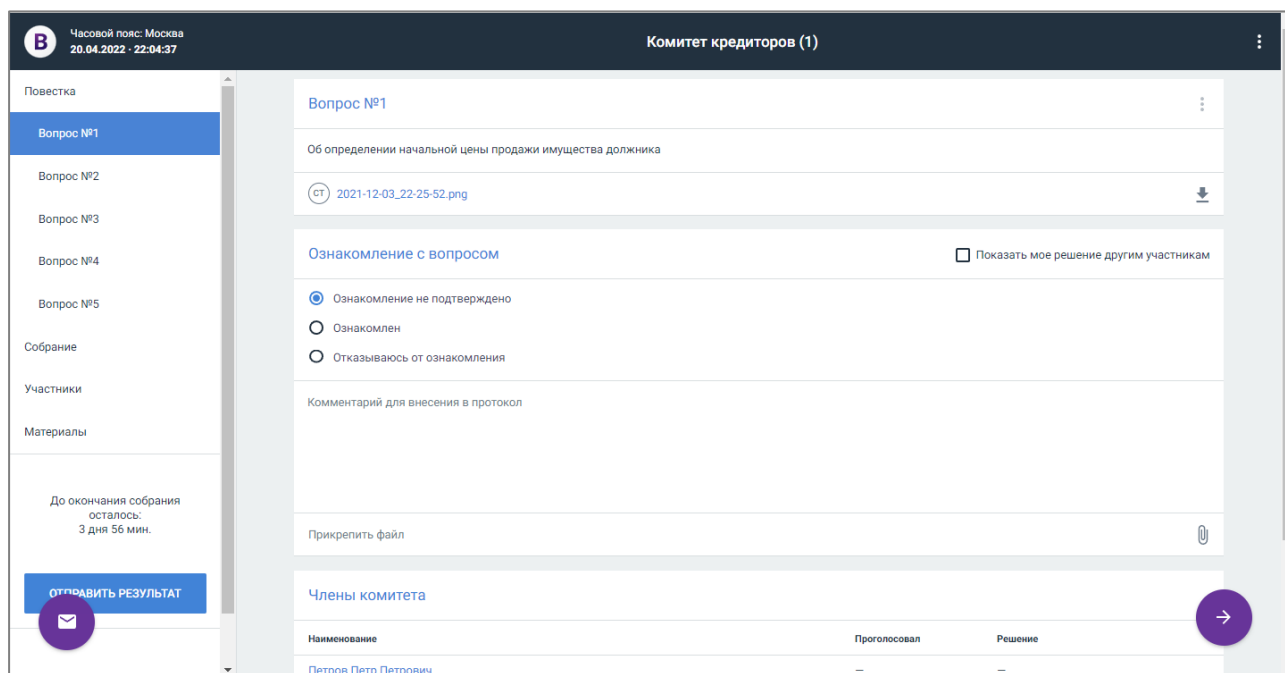 B
Часовой пояс: Москва
20.04.2022 · 22:04:37
Комитет кредиторов (1)
Повестка
Вопрос №1
Вопрос №2
Вопрос №3
Вопрос №4
Вопрос №5
Собрание
Участники
Материалы
До окончания собрания
осталось:
3 дня 56 мин.
ОТПРАВИТЬ РЕЗУЛЬТАТ
Вопрос №1
Об определении начальной цены продажи имущества должника
СТ 2021-12-03_22-25-52.png
Ознакомление с вопросом
Показать мое решение другим участникам
Ознакомление не подтверждено
Ознакомлен
Отказываюсь от ознакомления
Комментарий для внесения в протокол
Прикрепить файл
Члены комитета
Наименование Проголосовал Решение
Петров Петр Петрович